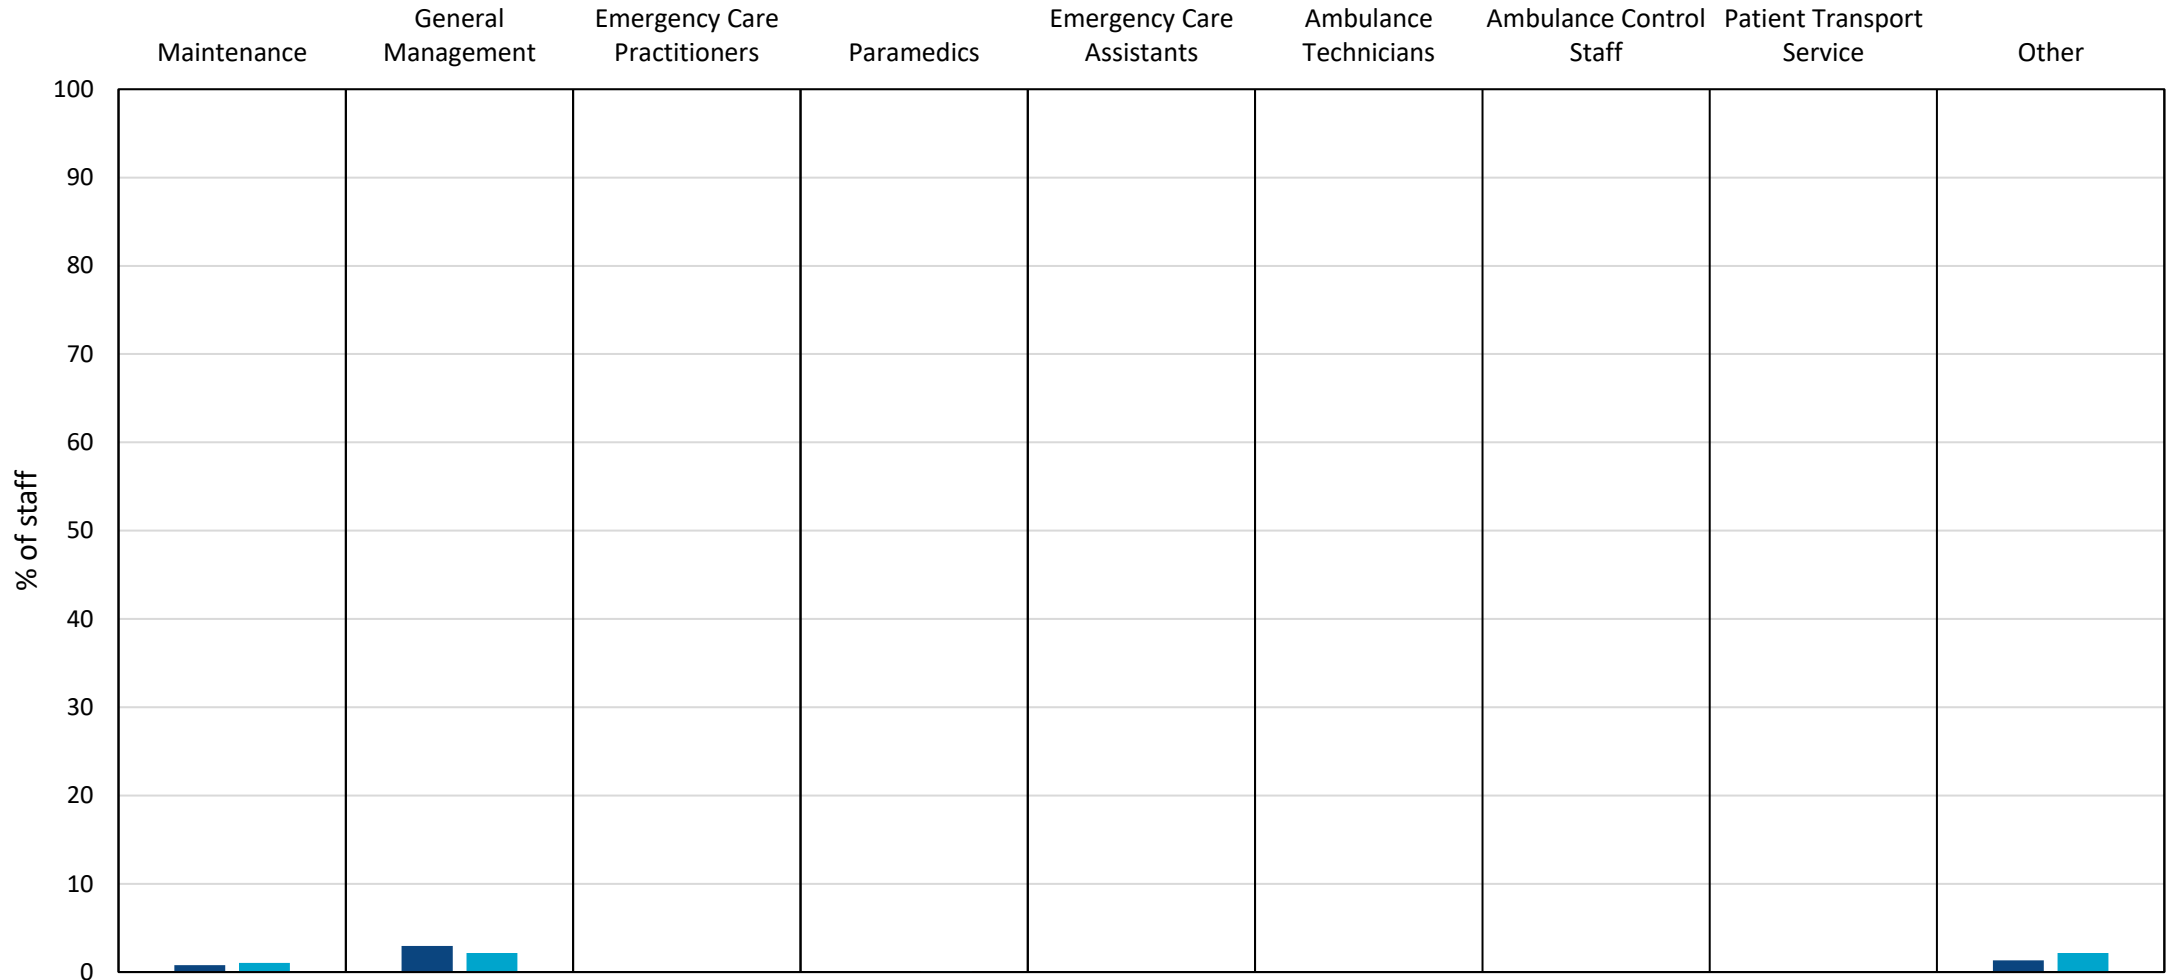 Maintenance
General
Management
Emergency Care
Practitioners
Paramedics
Emergency Care
Assistants
Ambulance
Technicians
Ambulance Control
Staff
Patient Transport
Service
Other
100
90
80
70
60
50
40
30
20
10
0
% of staff